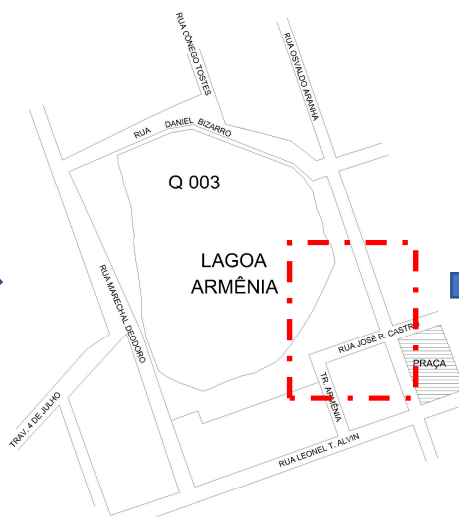 RUA CÔNEGO TOSTES
RUA OSVALDO ARANHA
RUA DANIEL BIZARRO
Q 003
LAGOA
ARMÊNIA
RUA MARECHAL DEODORO
RUA JOSÉ R. CASTRO
PRAÇA
TR. ARMÊNIA
TRAV. 4 DE JULHO
RUA LEONEL T. ALVIN